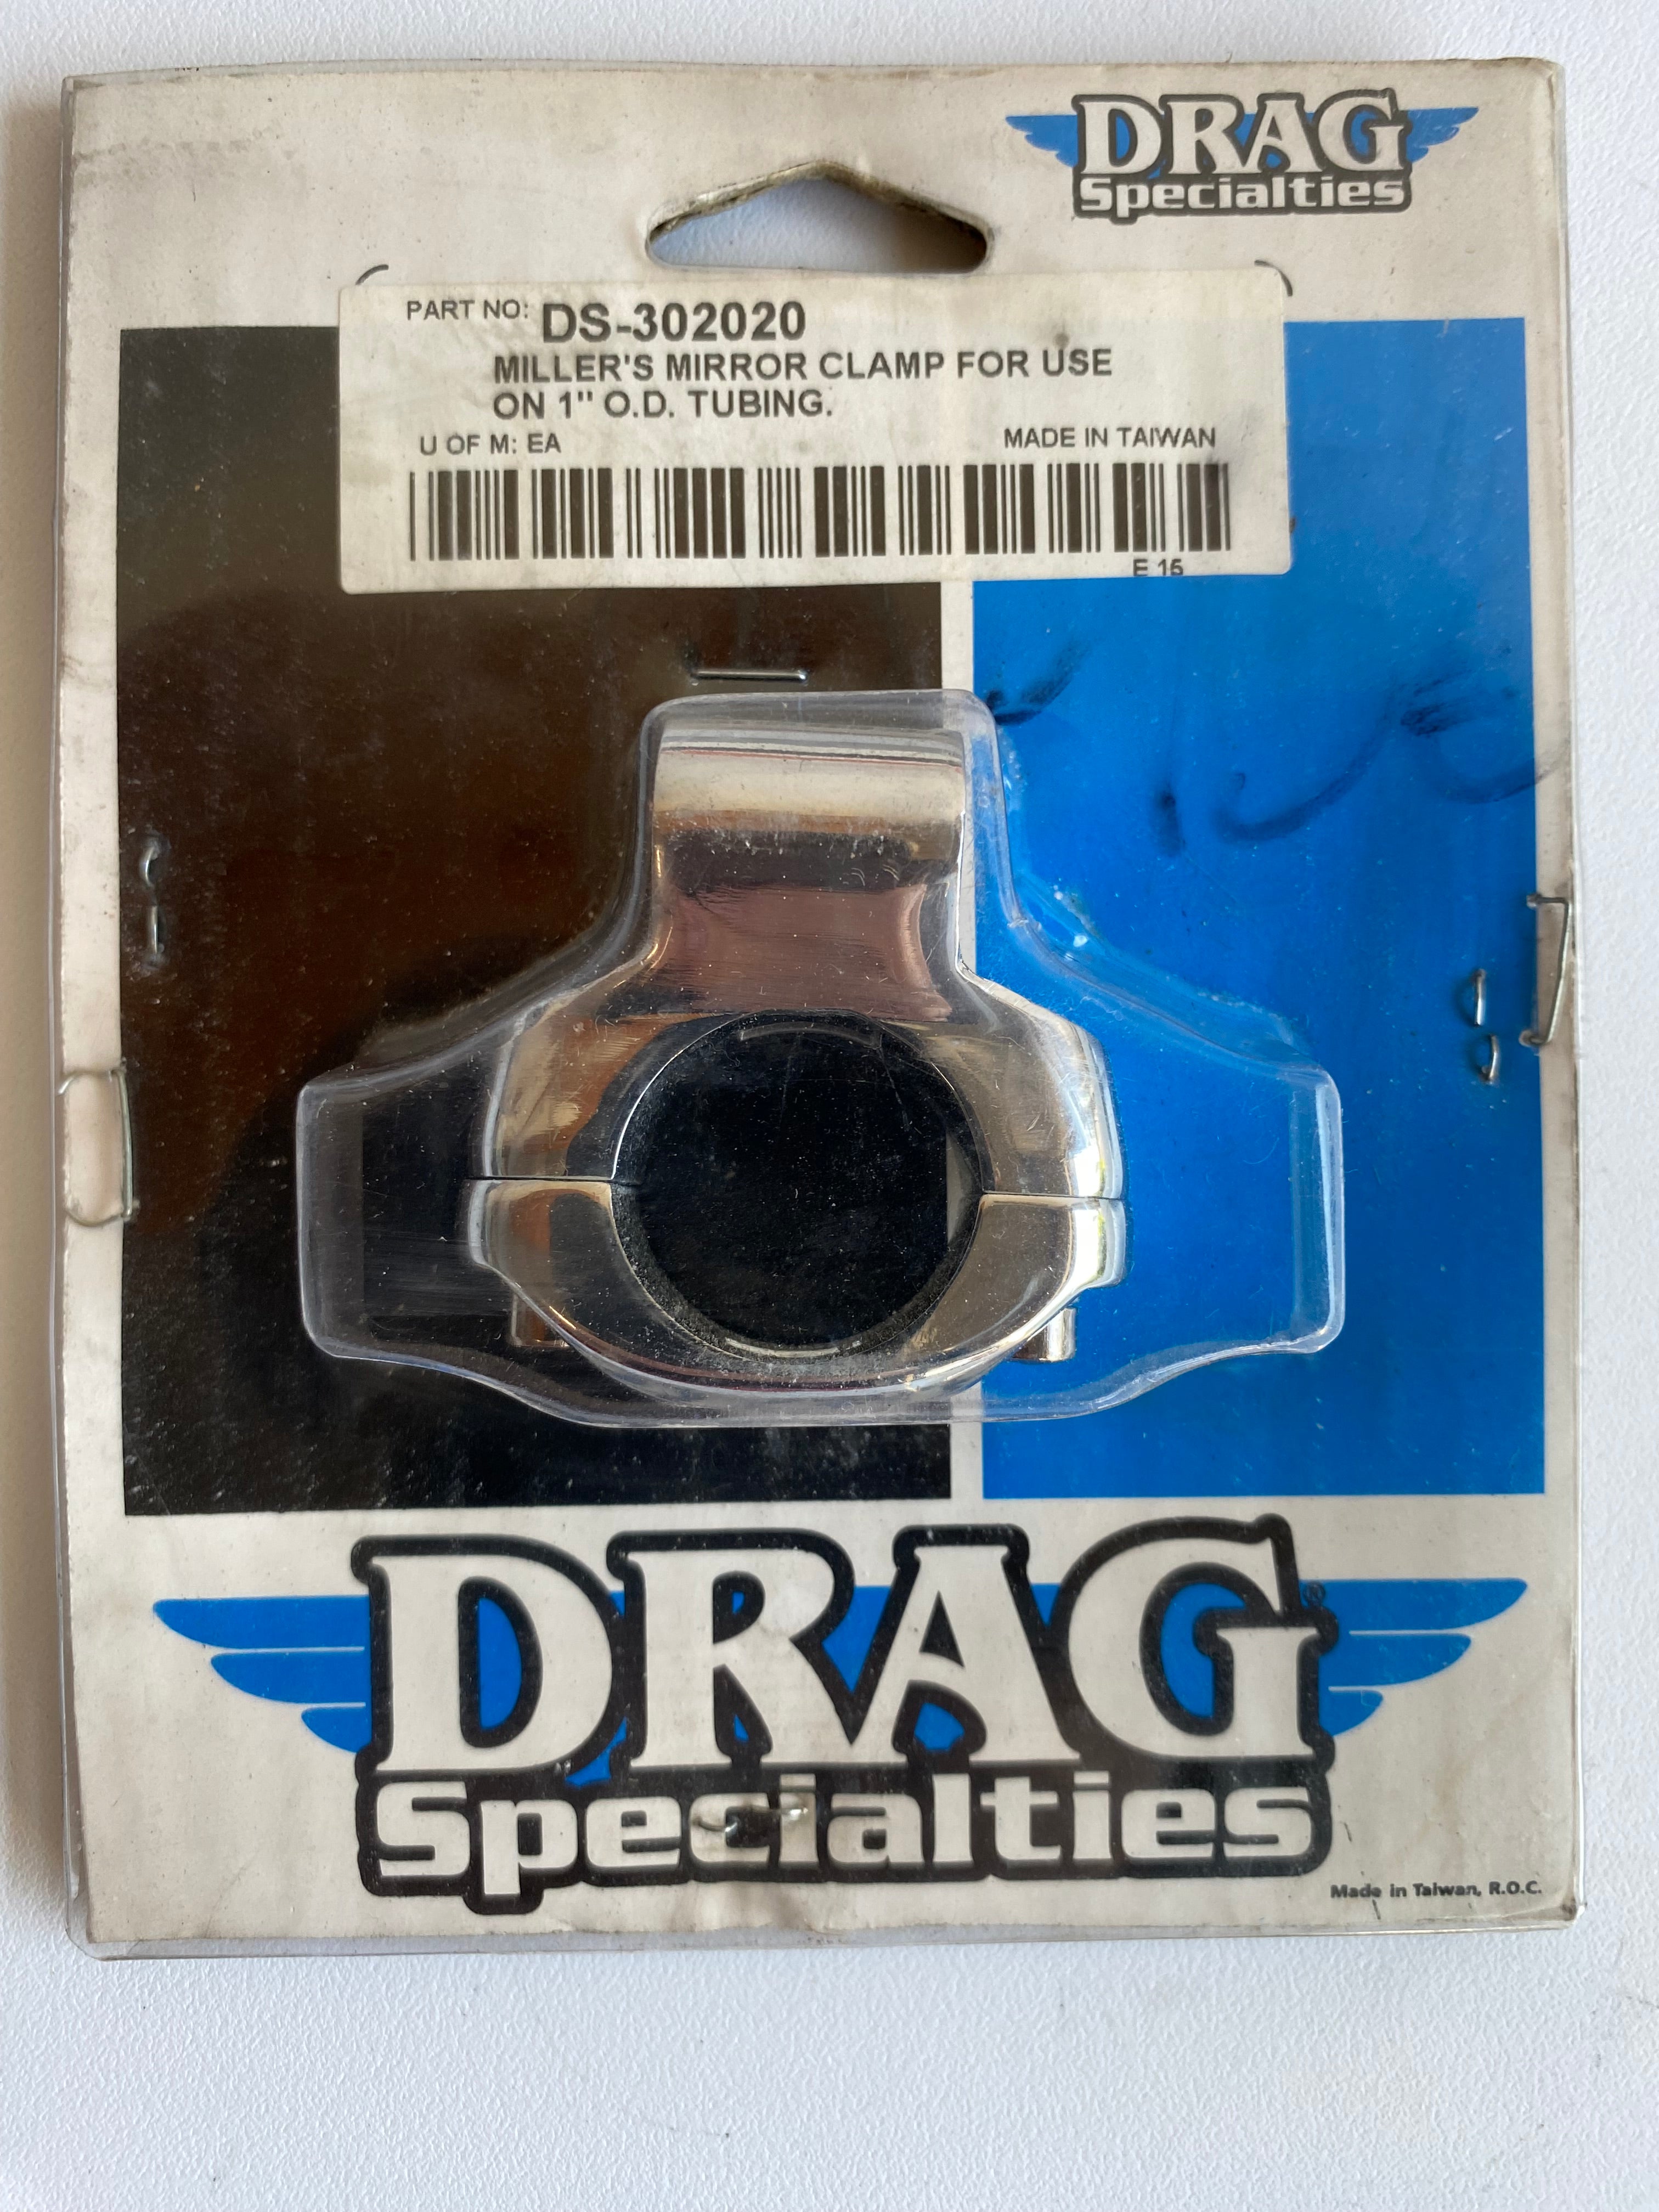 DRAG
Specialties
PART NO: DS-302020
MILLER'S MIRROR CLAMP FOR USE
ON 1" O.D. TUBING.
U OF M: EA MADE IN TAIWAN
E 15
DRAG®
Specialties
Made in Taiwan, R.O.C.